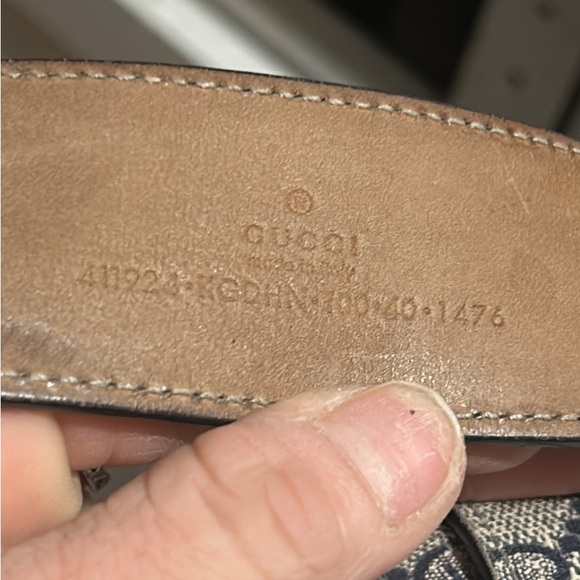 ®
GUCCI
made in italy
411924·KGDHN·100·40·1476